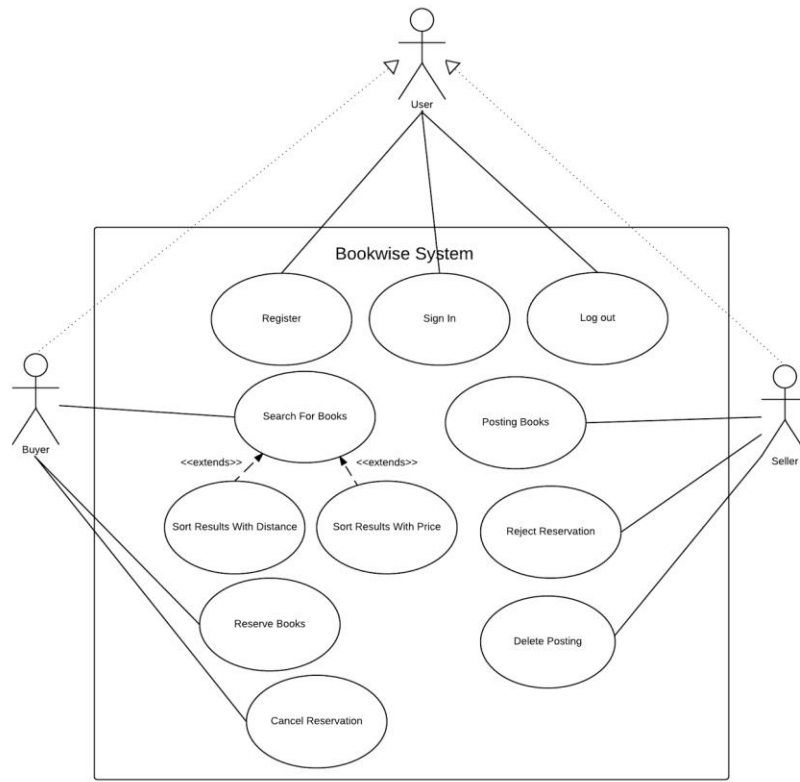 User
Bookwise System
Register
Sign In
Log out
Search For Books
Posting Books
Buyer
Seller
<<extends>>
<<extends>>
Sort Results With Distance
Sort Results With Price
Reject Reservation
Reserve Books
Delete Posting
Cancel Reservation